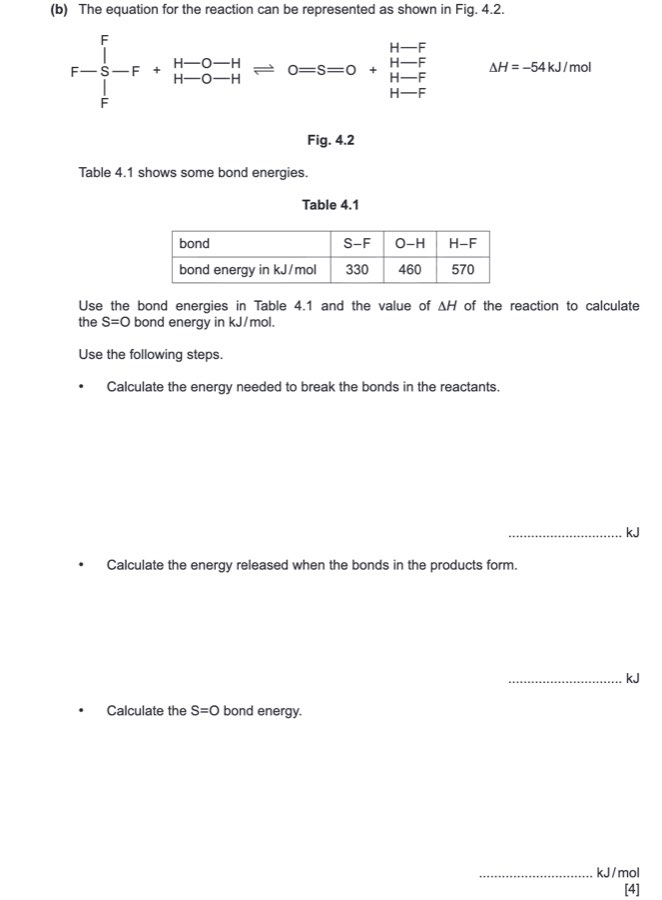 (b) The equation for the reaction can be represented as shown in Fig. 4.2.
F
F—S—F + H—O—H ⇌ O=S=O + H—F ΔH = –54 kJ/mol
H—O—H H—F
F H—F
H—F
Fig. 4.2
Table 4.1 shows some bond energies.
Table 4.1
bond S–F O–H H–F
bond energy in kJ/mol 330 460 570
Use the bond energies in Table 4.1 and the value of ΔH of the reaction to calculate
the S=O bond energy in kJ/mol.
Use the following steps.
• Calculate the energy needed to break the bonds in the reactants.
.............................. kJ
• Calculate the energy released when the bonds in the products form.
.............................. kJ
• Calculate the S=O bond energy.
.............................. kJ/mol
[4]